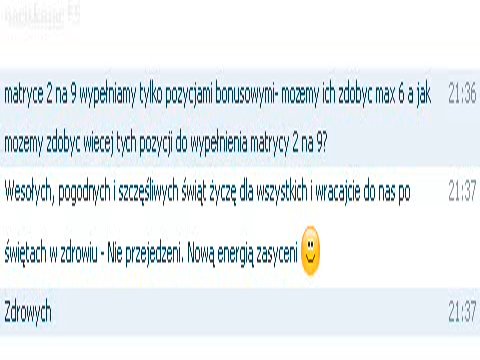 matryce 2 na 9 wypełniamy tylko pozycjami bonusowymi- mozemy ich zdobyc max 6 a jak 21:36
mozemy zdobyc wiecej tych pozycji do wypełnienia matrycy 2 na 9?
Wesołych, pogodnych i szczęśliwych świąt życzę dla wszystkich i wracajcie do nas po 21:37
świętach w zdrowiu - Nie przejedzeni. Nową energią zasyceni
Zdrowych 21:37